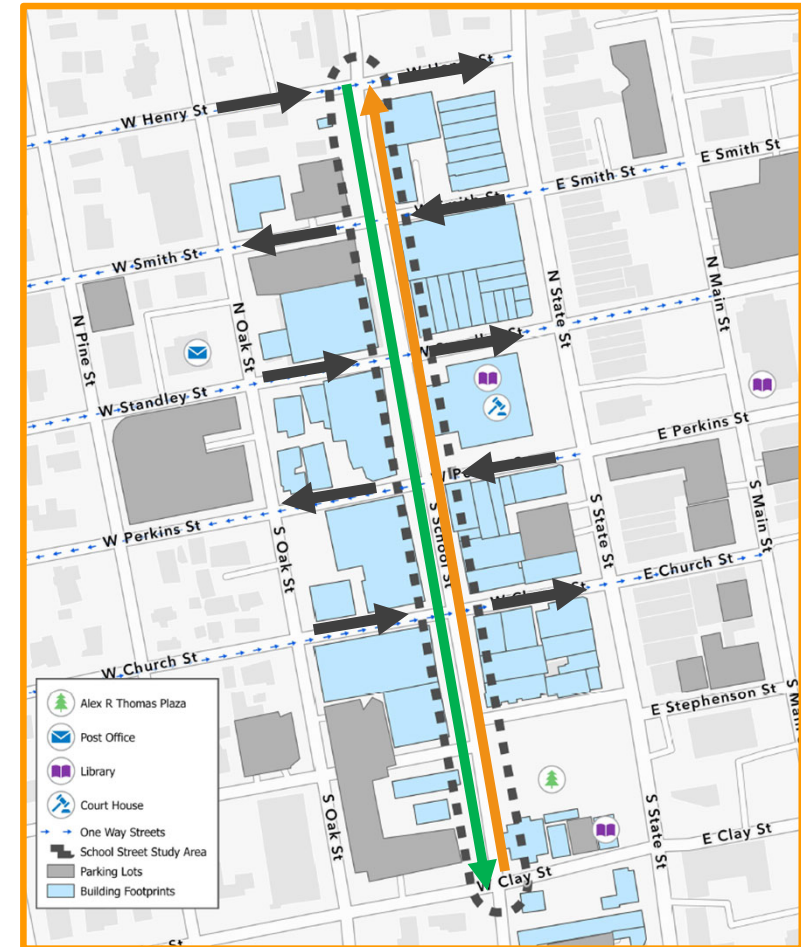 W Henry St
E Smith St
E Smith St
W Smith St
N Pine St
N Oak St
N State St
N Main St
W Standley St
E Perkins St
W Perkins St
S School St
S Oak St
S State St
S Main St
E Church St
W Church St
E Stephenson St
S Oak St
S State St
E Clay St
W Clay St
Alex R Thomas Plaza
Post Office
Library
Court House
One Way Streets
School Street Study Area
Parking Lots
Building Footprints